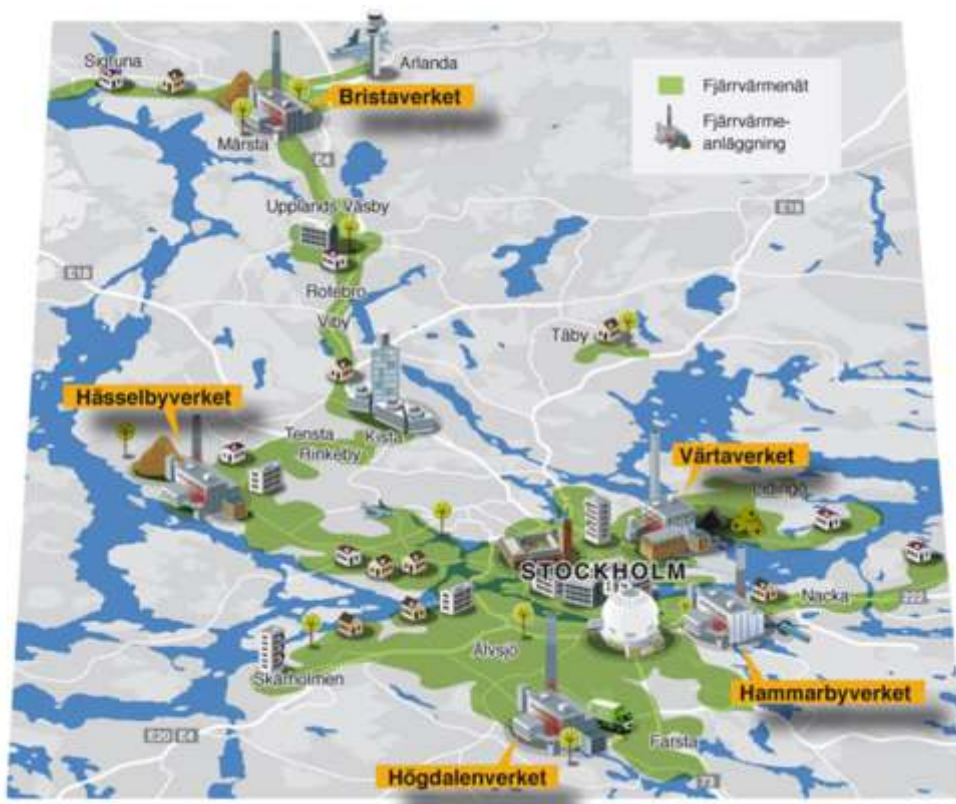 Sigtuna
Arlanda
Bristaverket
Fjärrvärmenät
Fjärrvärme-
anläggning
Märsta
E4
Upplands Väsby
E18
E18
Rotebro
Viby
Täby
Hässelbyverket
Tensta
Rinkeby
Kista
Värtaverket
Lidingö
STOCKHOLM
Nacka
222
Älvsjö
Skärholmen
Hammarbyverket
E20 E4
Farsta
Högdalenverket
73